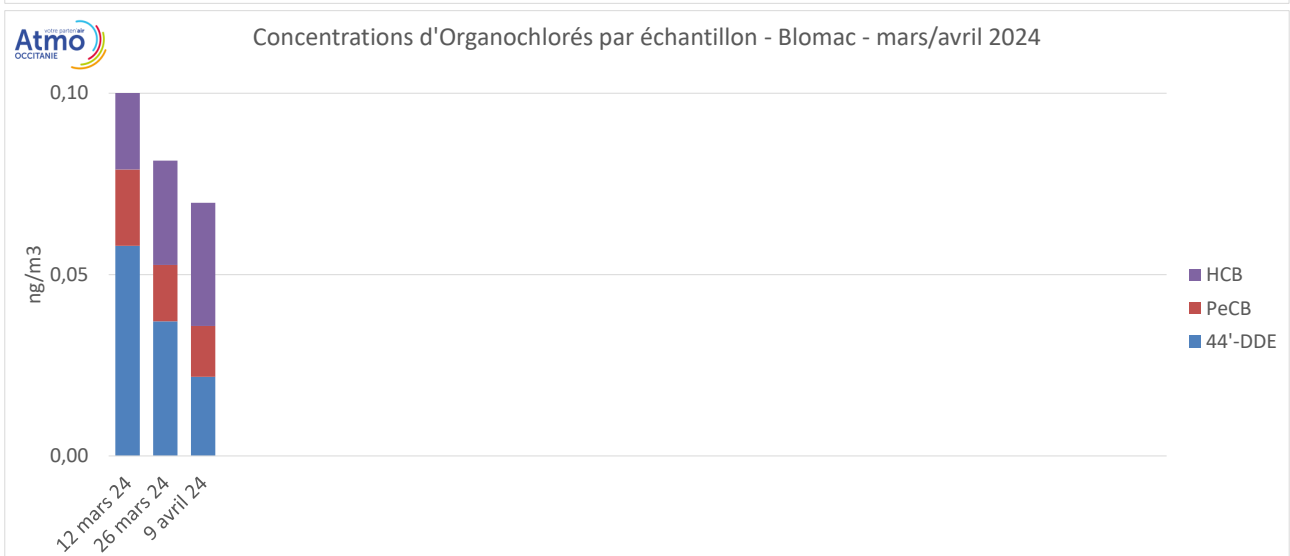 votre parten'air
Atmo
OCCITANIE
Concentrations d'Organochlorés par échantillon - Blomac - mars/avril 2024
0,10
0,05
0,00
ng/m3
12 mars 24
26 mars 24
9 avril 24
HCB
PeCB
44'-DDE